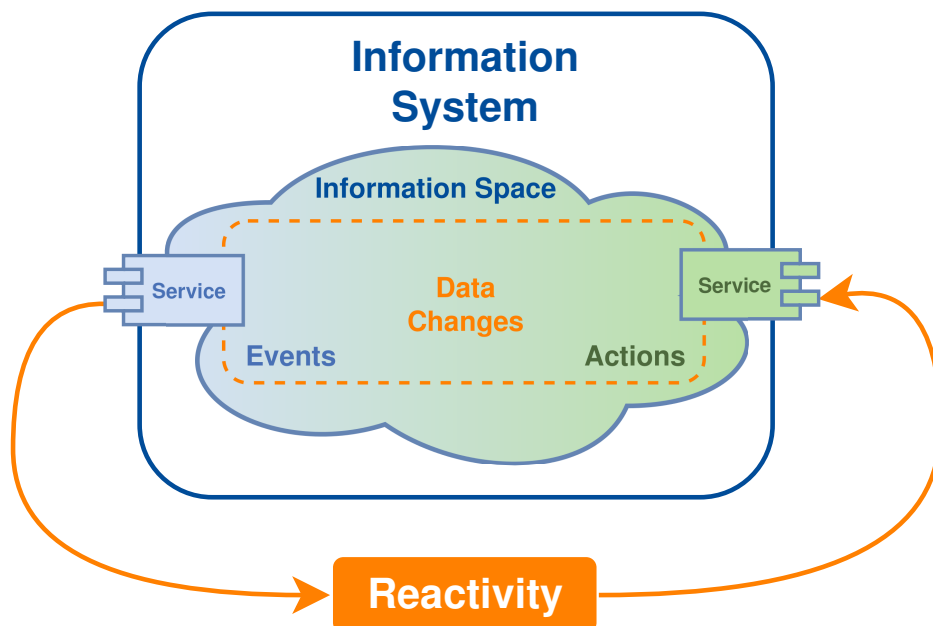 Information
System
Information Space
Service
Service
Data
Changes
Events
Actions
Reactivity